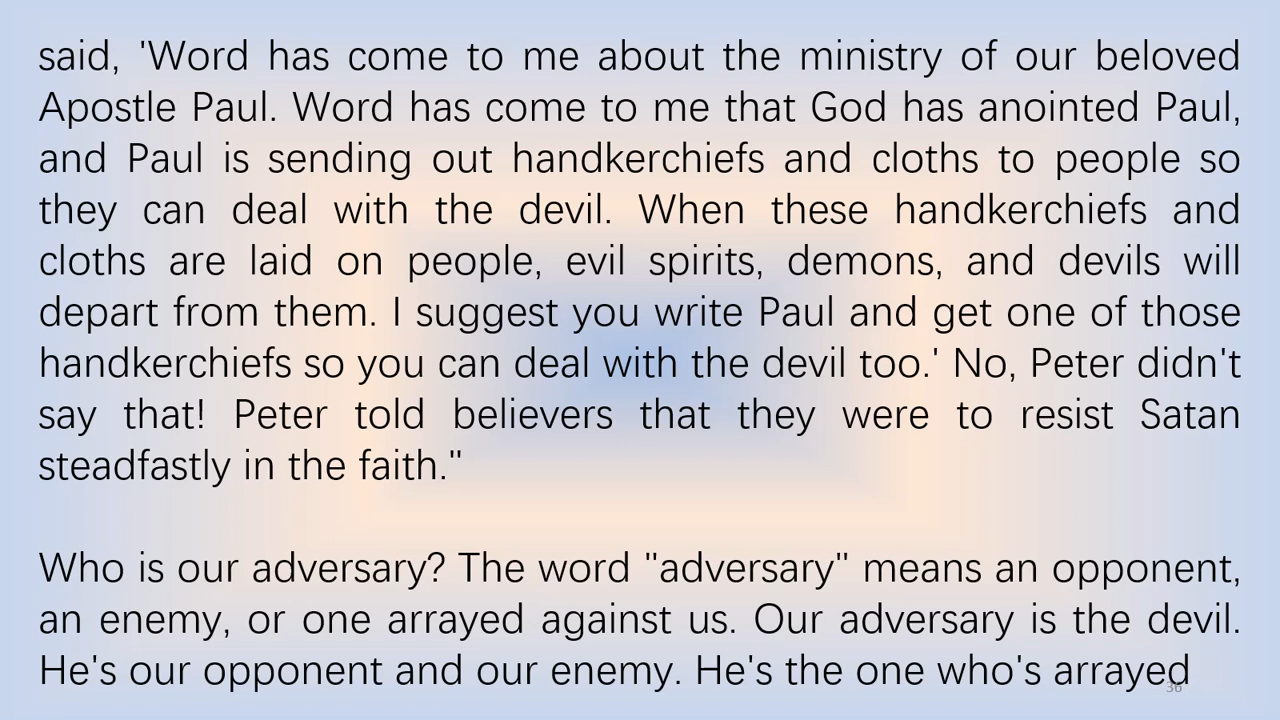 said, 'Word has come to me about the ministry of our beloved
Apostle Paul. Word has come to me that God has anointed Paul,
and Paul is sending out handkerchiefs and cloths to people so
they can deal with the devil. When these handkerchiefs and
cloths are laid on people, evil spirits, demons, and devils will
depart from them. I suggest you write Paul and get one of those
handkerchiefs so you can deal with the devil too.' No, Peter didn't
say that! Peter told believers that they were to resist Satan
steadfastly in the faith."
Who is our adversary? The word "adversary" means an opponent,
an enemy, or one arrayed against us. Our adversary is the devil.
He's our opponent and our enemy. He's the one who's arrayed
36